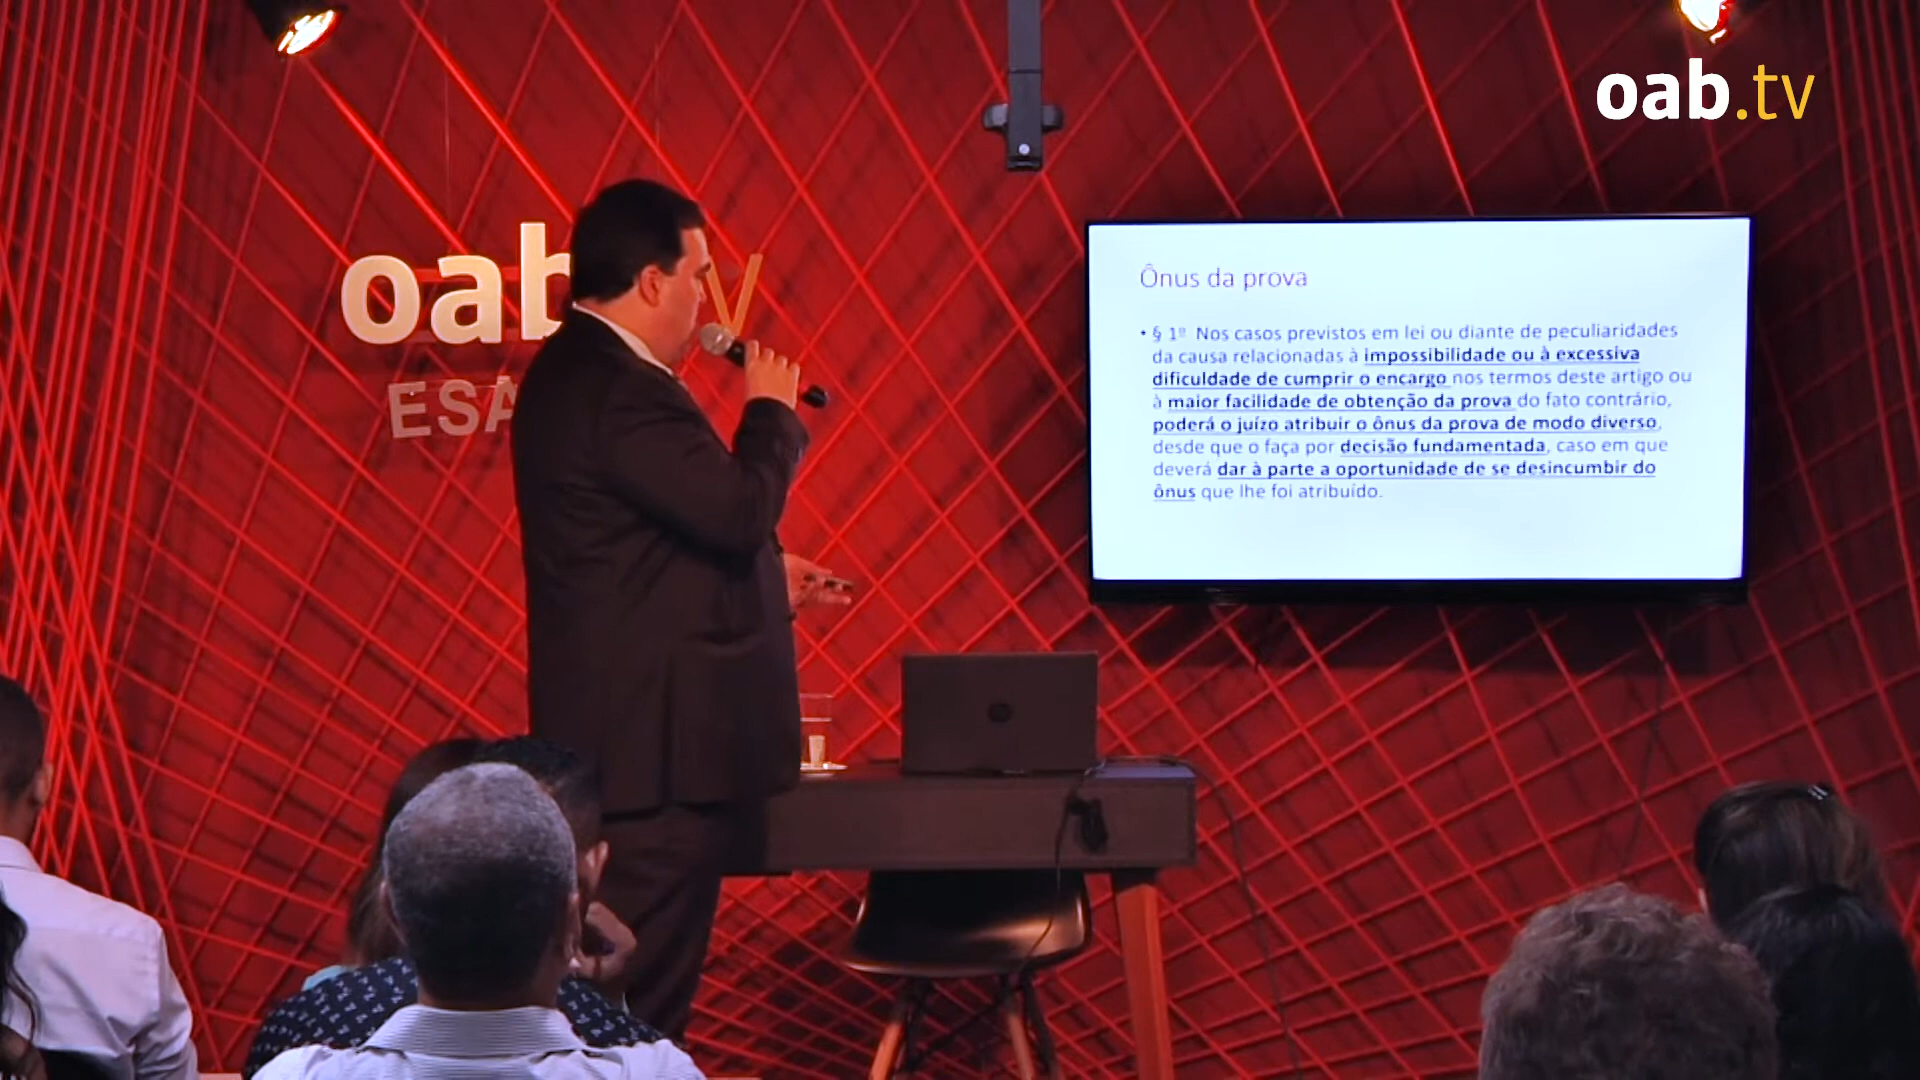 oab.tv
oab
v
ESA
Ônus da prova
• § 1º Nos casos previstos em lei ou diante de peculiaridades
da causa relacionadas à impossibilidade ou à excessiva
dificuldade de cumprir o encargo nos termos deste artigo ou
à maior facilidade de obtenção da prova do fato contrário,
poderá o juízo atribuir o ônus da prova de modo diverso,
desde que o faça por decisão fundamentada, caso em que
deverá dar à parte a oportunidade de se desincumbir do
ônus que lhe foi atribuído.